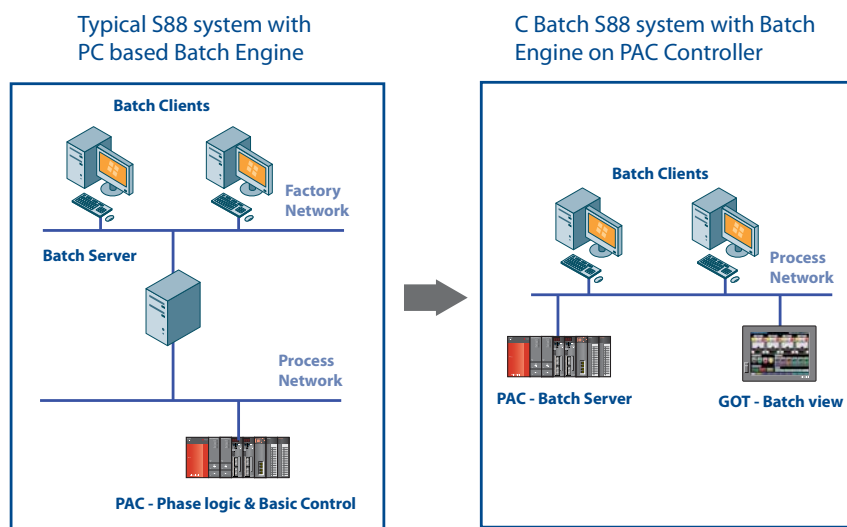 Typical S88 system with
PC based Batch Engine
Batch Clients
Factory
Network
Batch Server
Process
Network
PAC - Phase logic & Basic Control
C Batch S88 system with Batch
Engine on PAC Controller
Batch Clients
Process
Network
PAC - Batch Server
GOT - Batch view